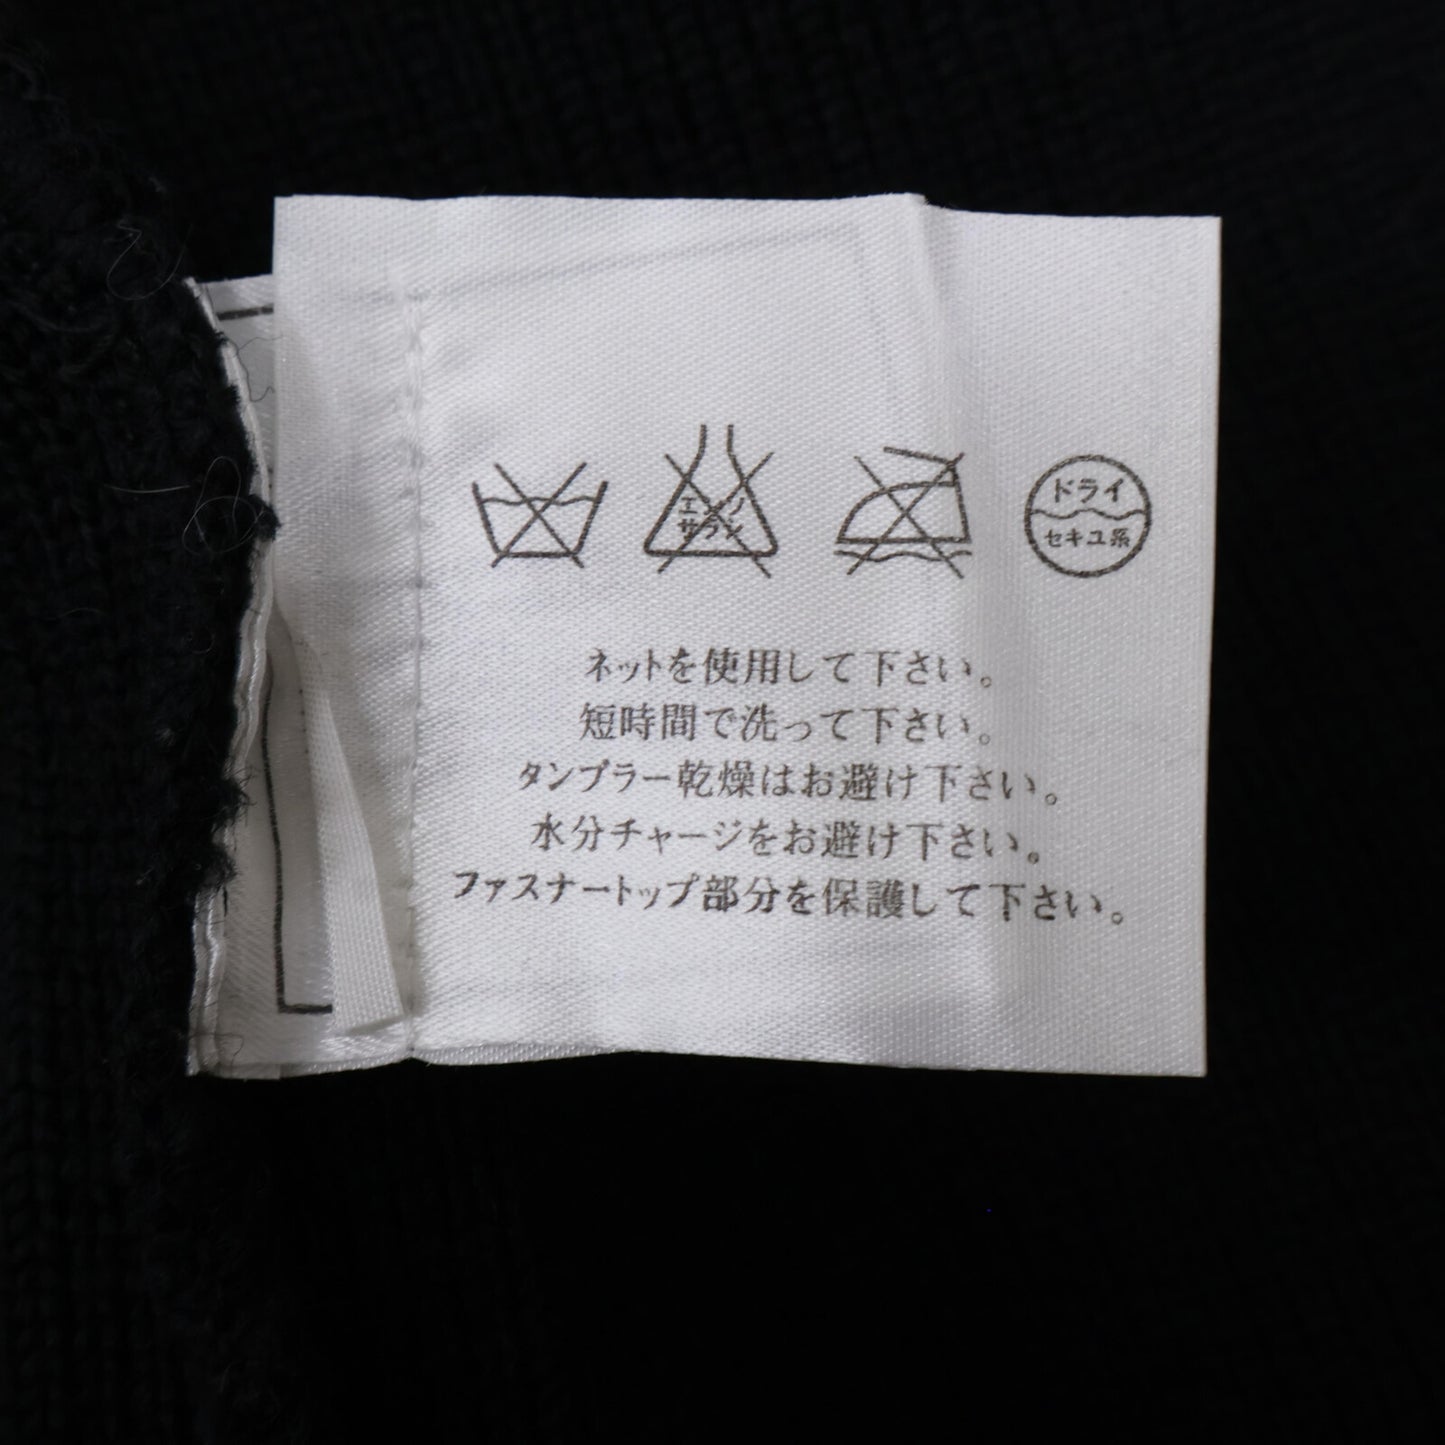 エンソ
サラシ
ドライ
セキユ系
ネットを使用して下さい。
短時間で洗って下さい。
タンブラー乾燥はお避け下さい。
水分チャージをお避け下さい。
ファスナートップ部分を保護して下さい。